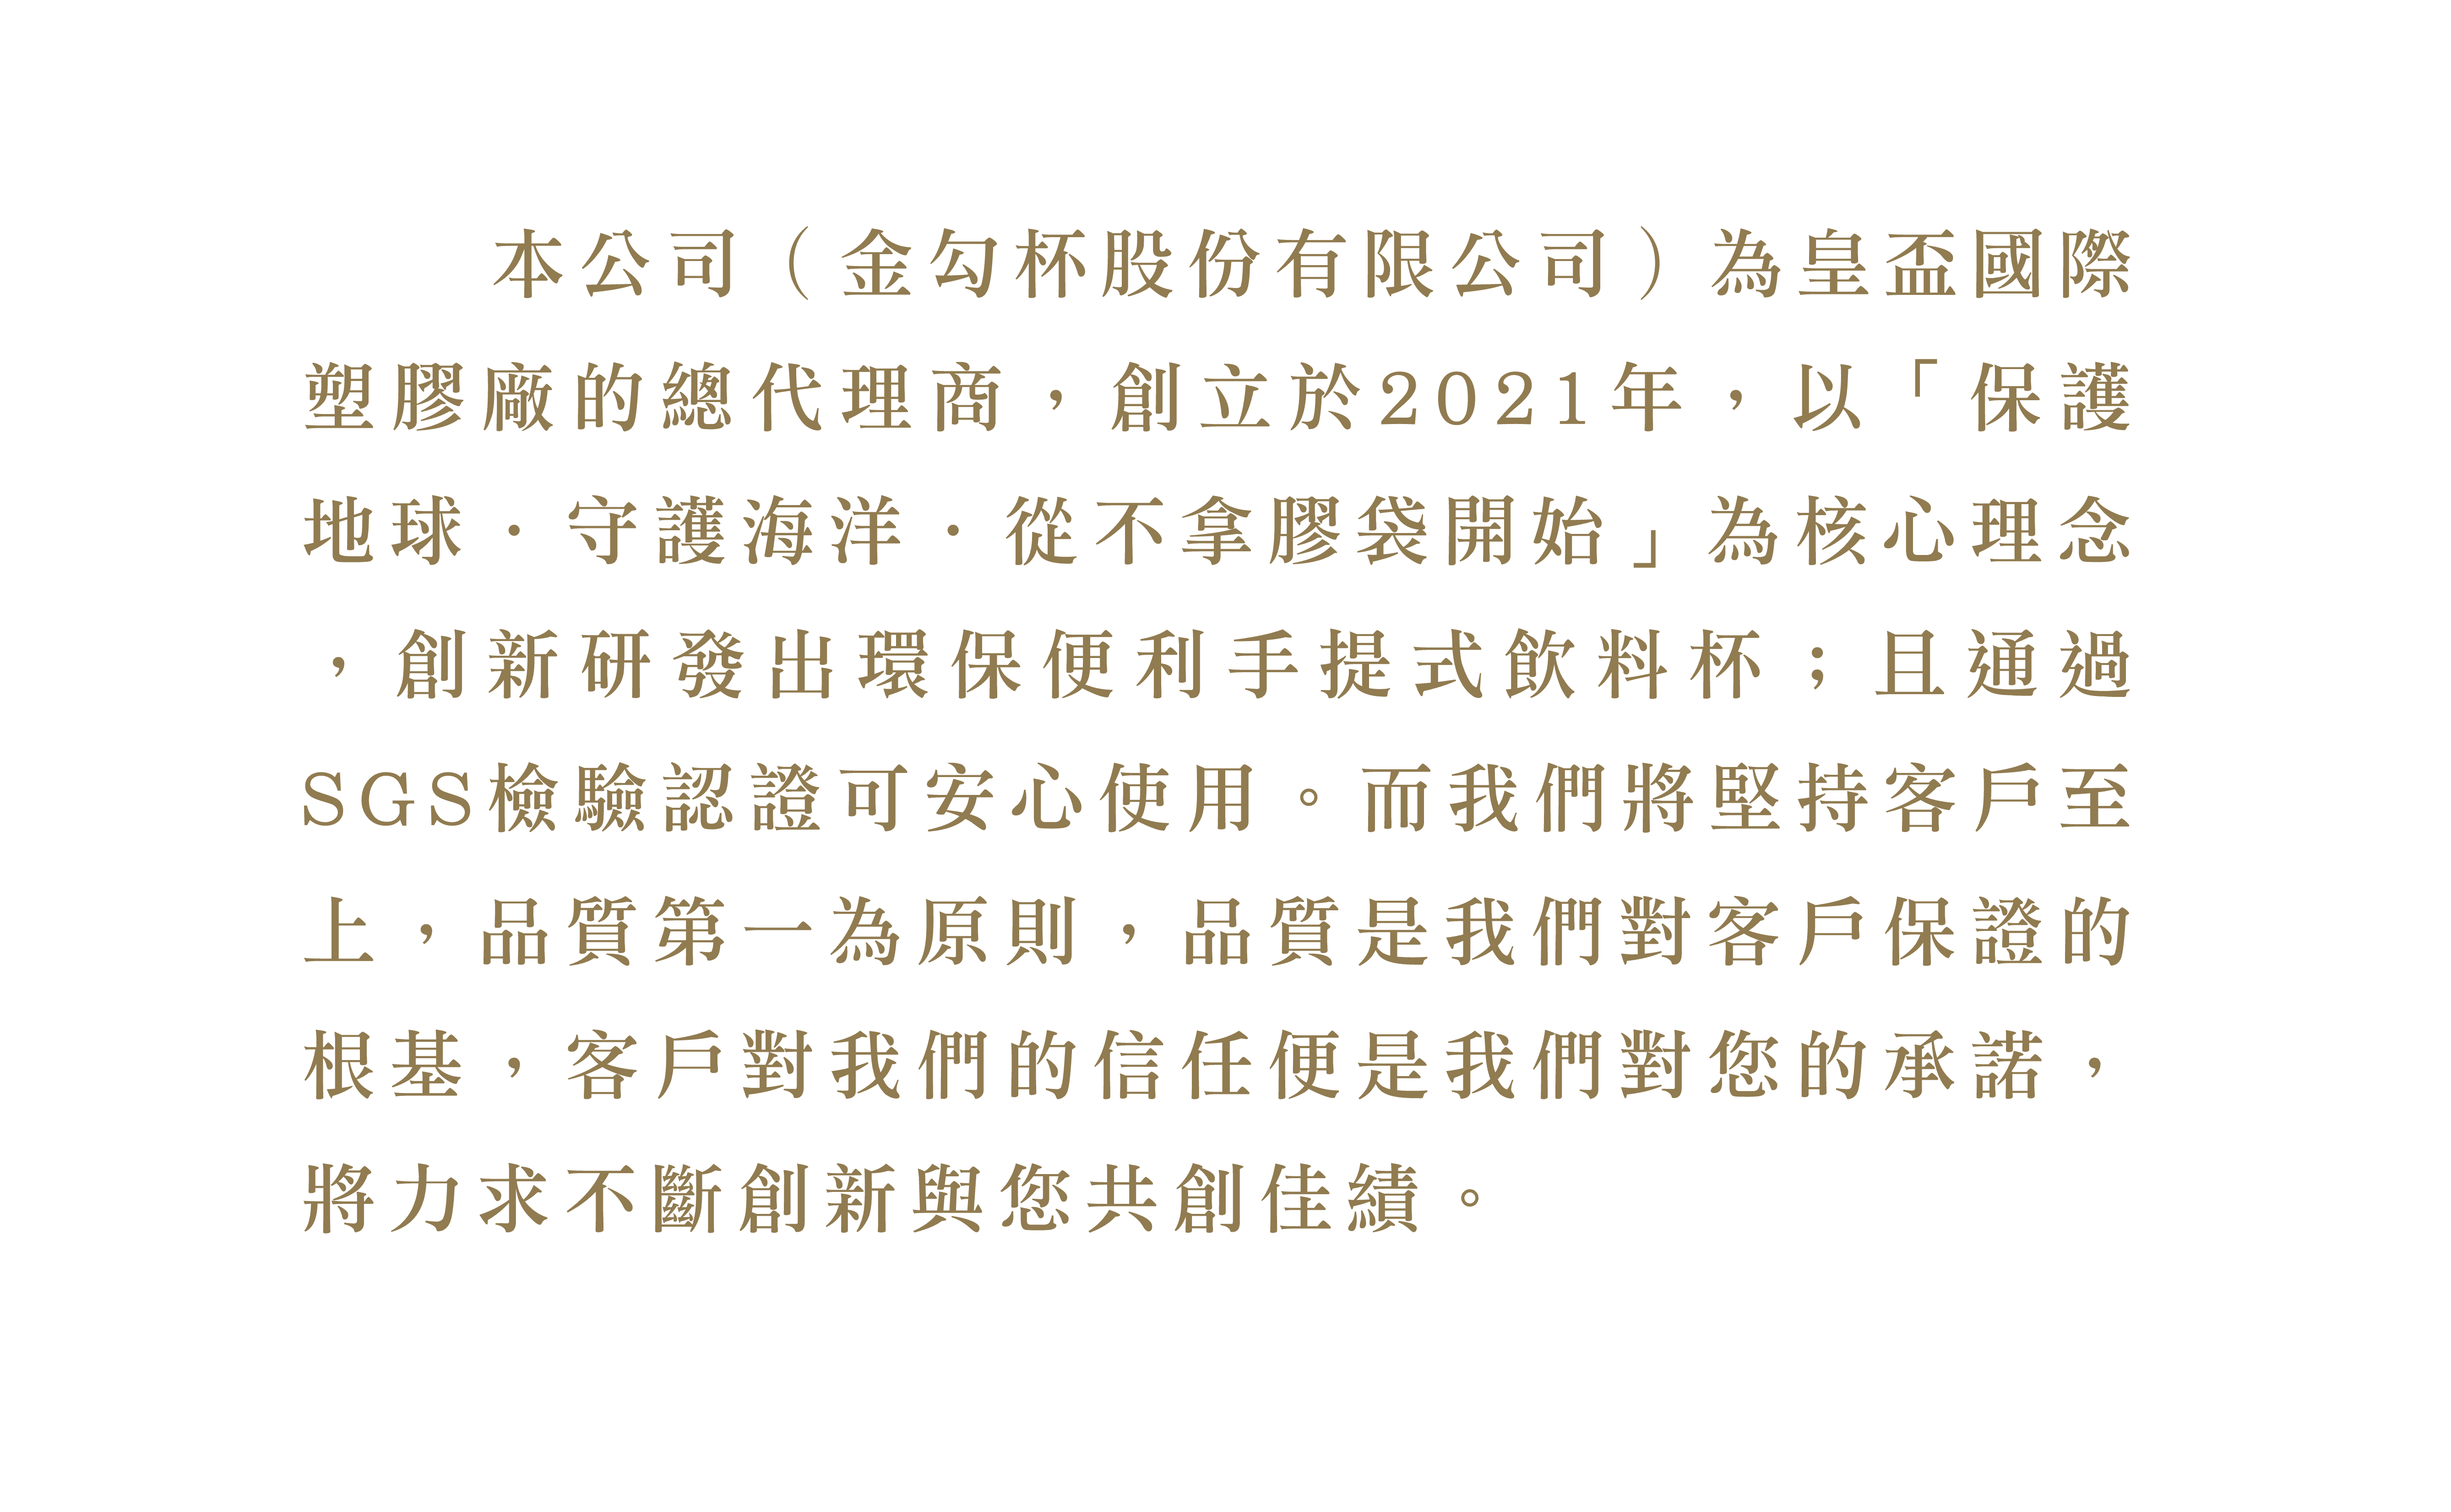 本公司（金勻杯股份有限公司）為皇盃國際
塑膠廠的總代理商，創立於2021年，以「保護
地球．守護海洋．從不拿膠袋開始」為核心理念
，創新研發出環保便利手提式飲料杯；且通過
SGS檢驗認證可安心使用。而我們將堅持客戶至
上，品質第一為原則，品質是我們對客戶保證的
根基，客戶對我們的信任便是我們對您的承諾，
將力求不斷創新與您共創佳績。